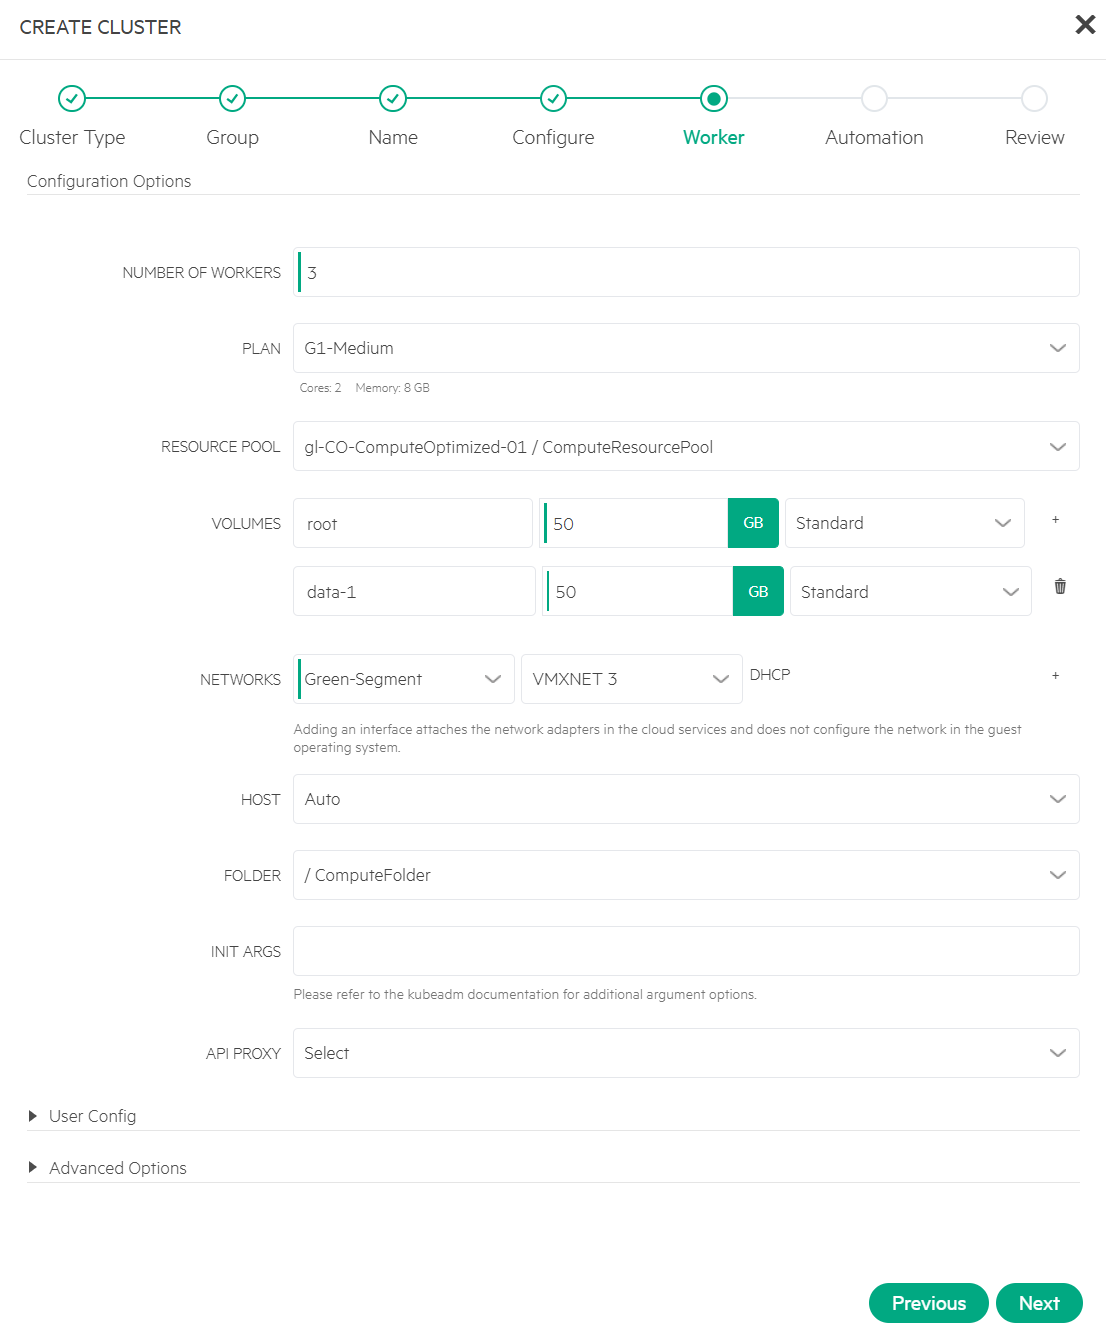 CREATE CLUSTER
Cluster Type Group Name Configure Worker Automation Review
Configuration Options
NUMBER OF WORKERS 3
PLAN G1-Medium
Cores: 2 Memory: 8 GB
RESOURCE POOL gl-CO-ComputeOptimized-01 / ComputeResourcePool
VOLUMES root 50 GB Standard +
data-1 50 GB Standard
NETWORKS Green-Segment VMXNET 3 DHCP +
Adding an interface attaches the network adapters in the cloud services and does not configure the network in the guest
operating system.
HOST Auto
FOLDER / ComputeFolder
INIT ARGS
Please refer to the kubeadm documentation for additional argument options.
API PROXY Select
User Config
Advanced Options
Previous Next